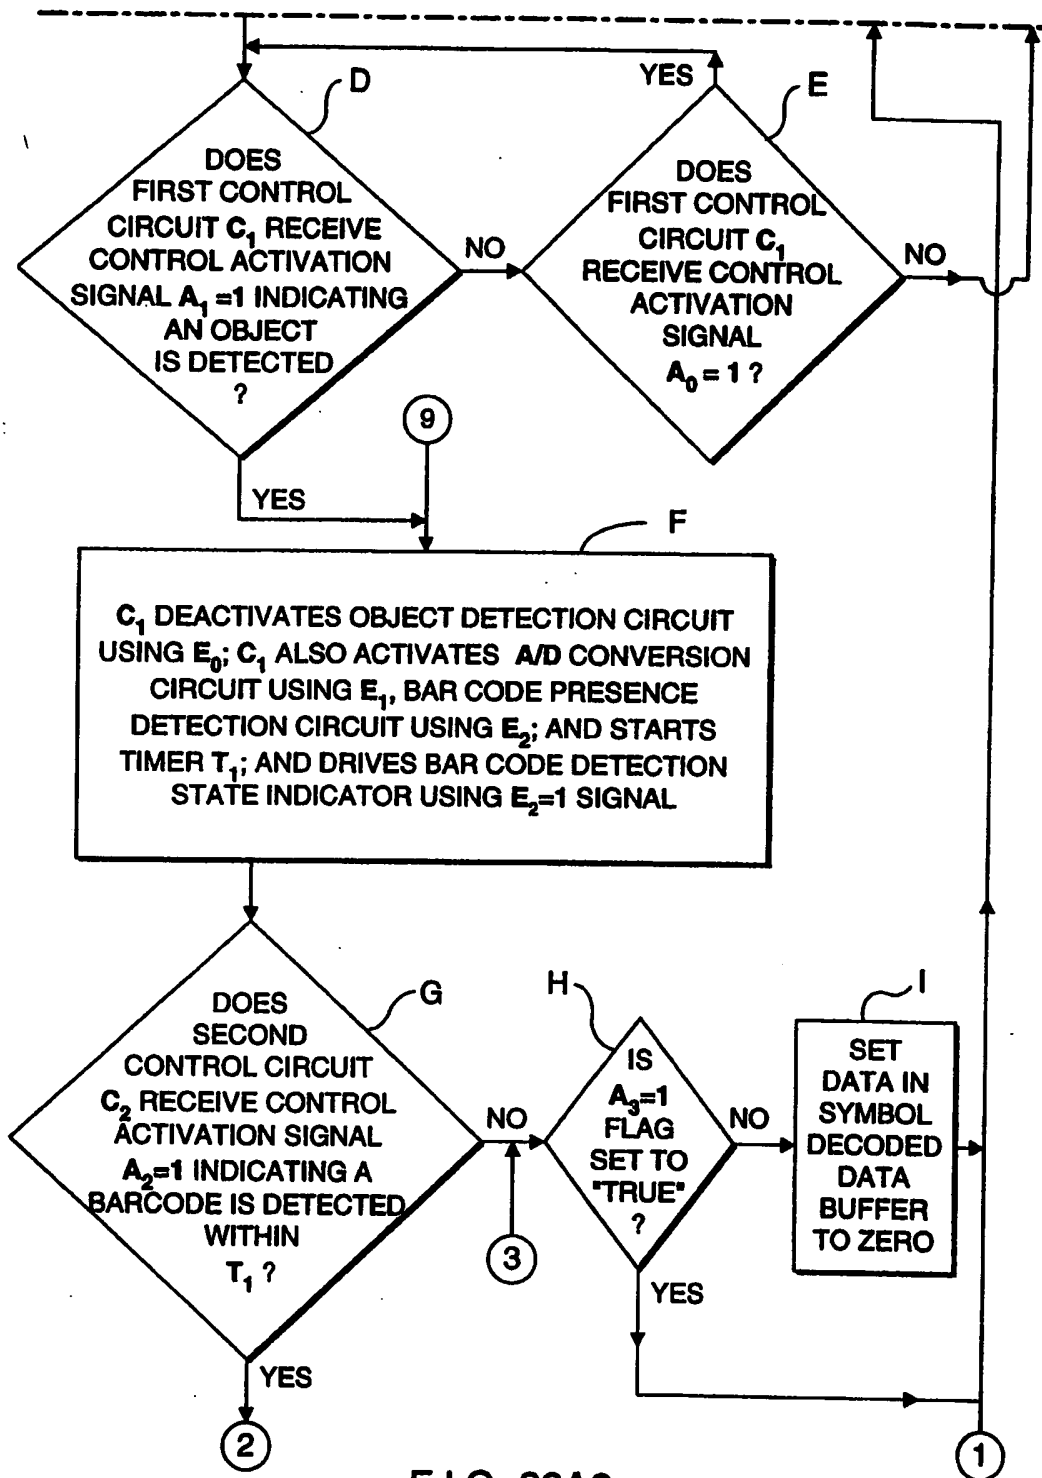 D
DOES
FIRST CONTROL
CIRCUIT C₁ RECEIVE
CONTROL ACTIVATION
SIGNAL A₁ =1 INDICATING
AN OBJECT
IS DETECTED
?
NO
YES
YES
E
DOES
FIRST CONTROL
CIRCUIT C₁
RECEIVE CONTROL
ACTIVATION
SIGNAL
A₀ = 1 ?
NO
9
F
C₁ DEACTIVATES OBJECT DETECTION CIRCUIT
USING E₀; C₁ ALSO ACTIVATES A/D CONVERSION
CIRCUIT USING E₁, BAR CODE PRESENCE
DETECTION CIRCUIT USING E₂; AND STARTS
TIMER T₁; AND DRIVES BAR CODE DETECTION
STATE INDICATOR USING E₂=1 SIGNAL
G
DOES
SECOND
CONTROL CIRCUIT
C₂ RECEIVE CONTROL
ACTIVATION SIGNAL
A₂=1 INDICATING A
BARCODE IS DETECTED
WITHIN
T₁ ?
NO
YES
2
3
H
IS
A₃=1
FLAG
SET TO
"TRUE"
?
NO
YES
I
SET
DATA IN
SYMBOL
DECODED
DATA
BUFFER
TO ZERO
1